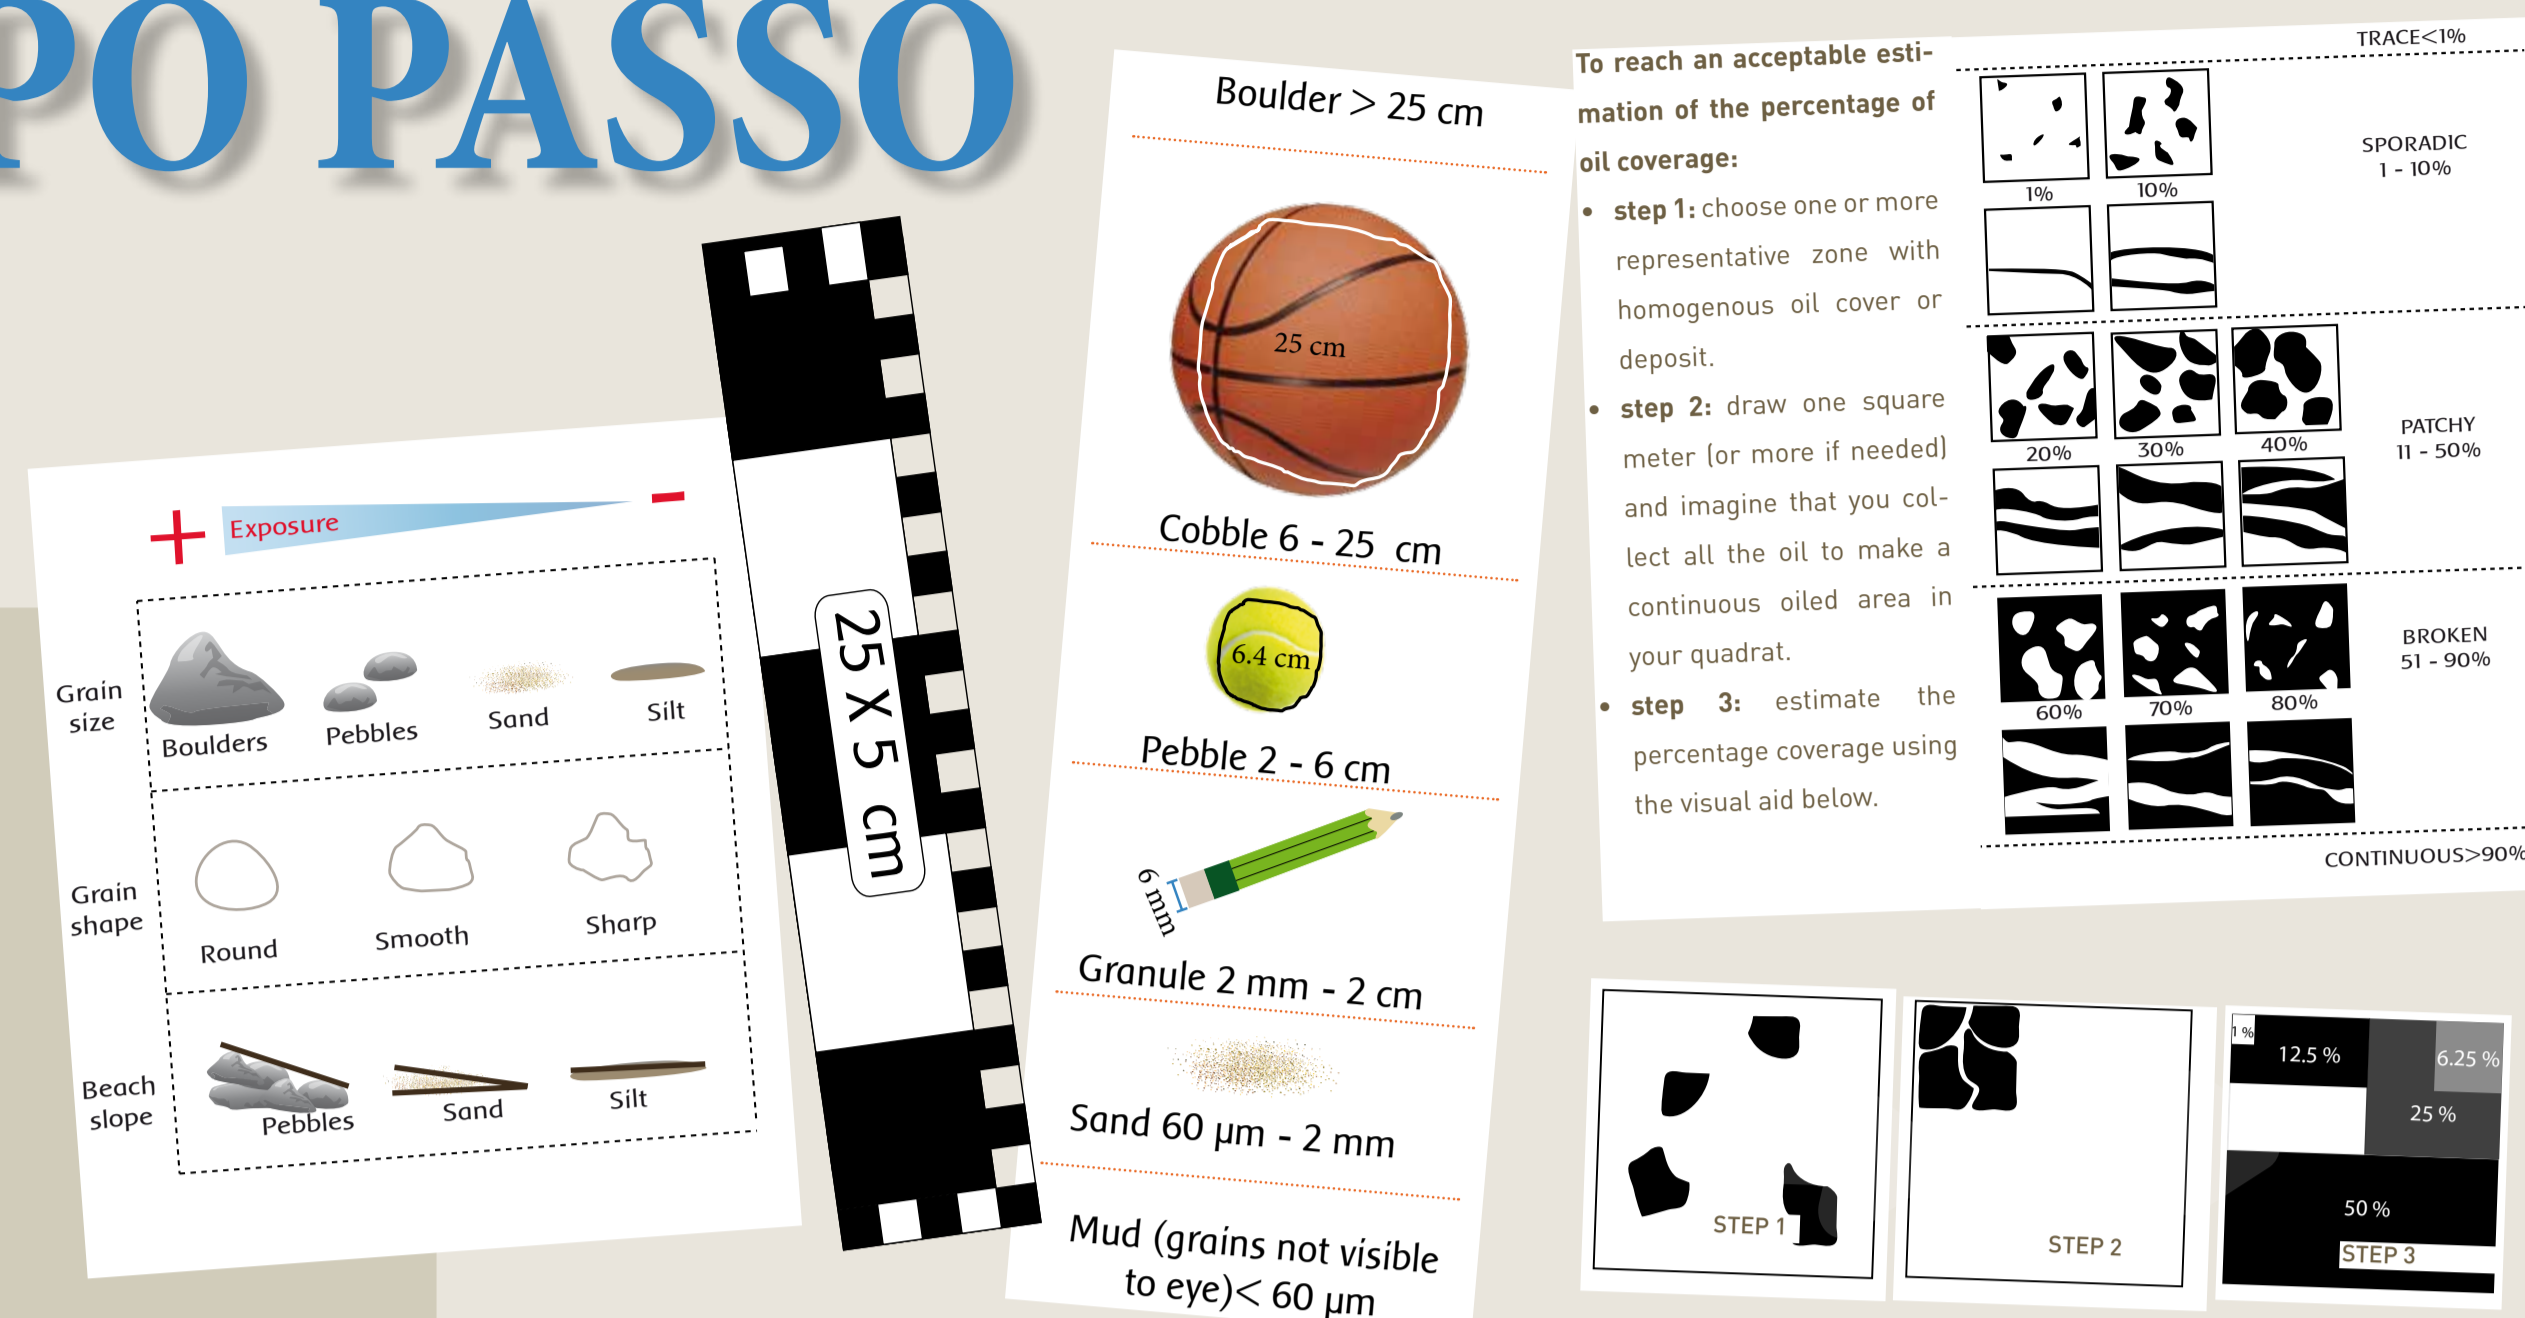 PO PASSO
+ Exposure –
Grain
size
Boulders Pebbles Sand Silt
Grain
shape
Round Smooth Sharp
Beach
slope
Pebbles Sand Silt
25 X 5 cm
Boulder > 25 cm
25 cm
Cobble 6 - 25 cm
6.4 cm
Pebble 2 - 6 cm
6 mm
Granule 2 mm - 2 cm
Sand 60 µm - 2 mm
Mud (grains not visible
to eye)< 60 µm
To reach an acceptable esti-
mation of the percentage of
oil coverage:
• step 1: choose one or more
representative zone with
homogenous oil cover or
deposit.
• step 2: draw one square
meter (or more if needed)
and imagine that you col-
lect all the oil to make a
continuous oiled area in
your quadrat.
• step 3: estimate the
percentage coverage using
the visual aid below.
TRACE<1%
1% 10%
SPORADIC
1 - 10%
20% 30% 40%
PATCHY
11 - 50%
60% 70% 80%
BROKEN
51 - 90%
CONTINUOUS>90%
STEP 1
STEP 2
1 %
12.5 %
6.25 %
25 %
50 %
STEP 3